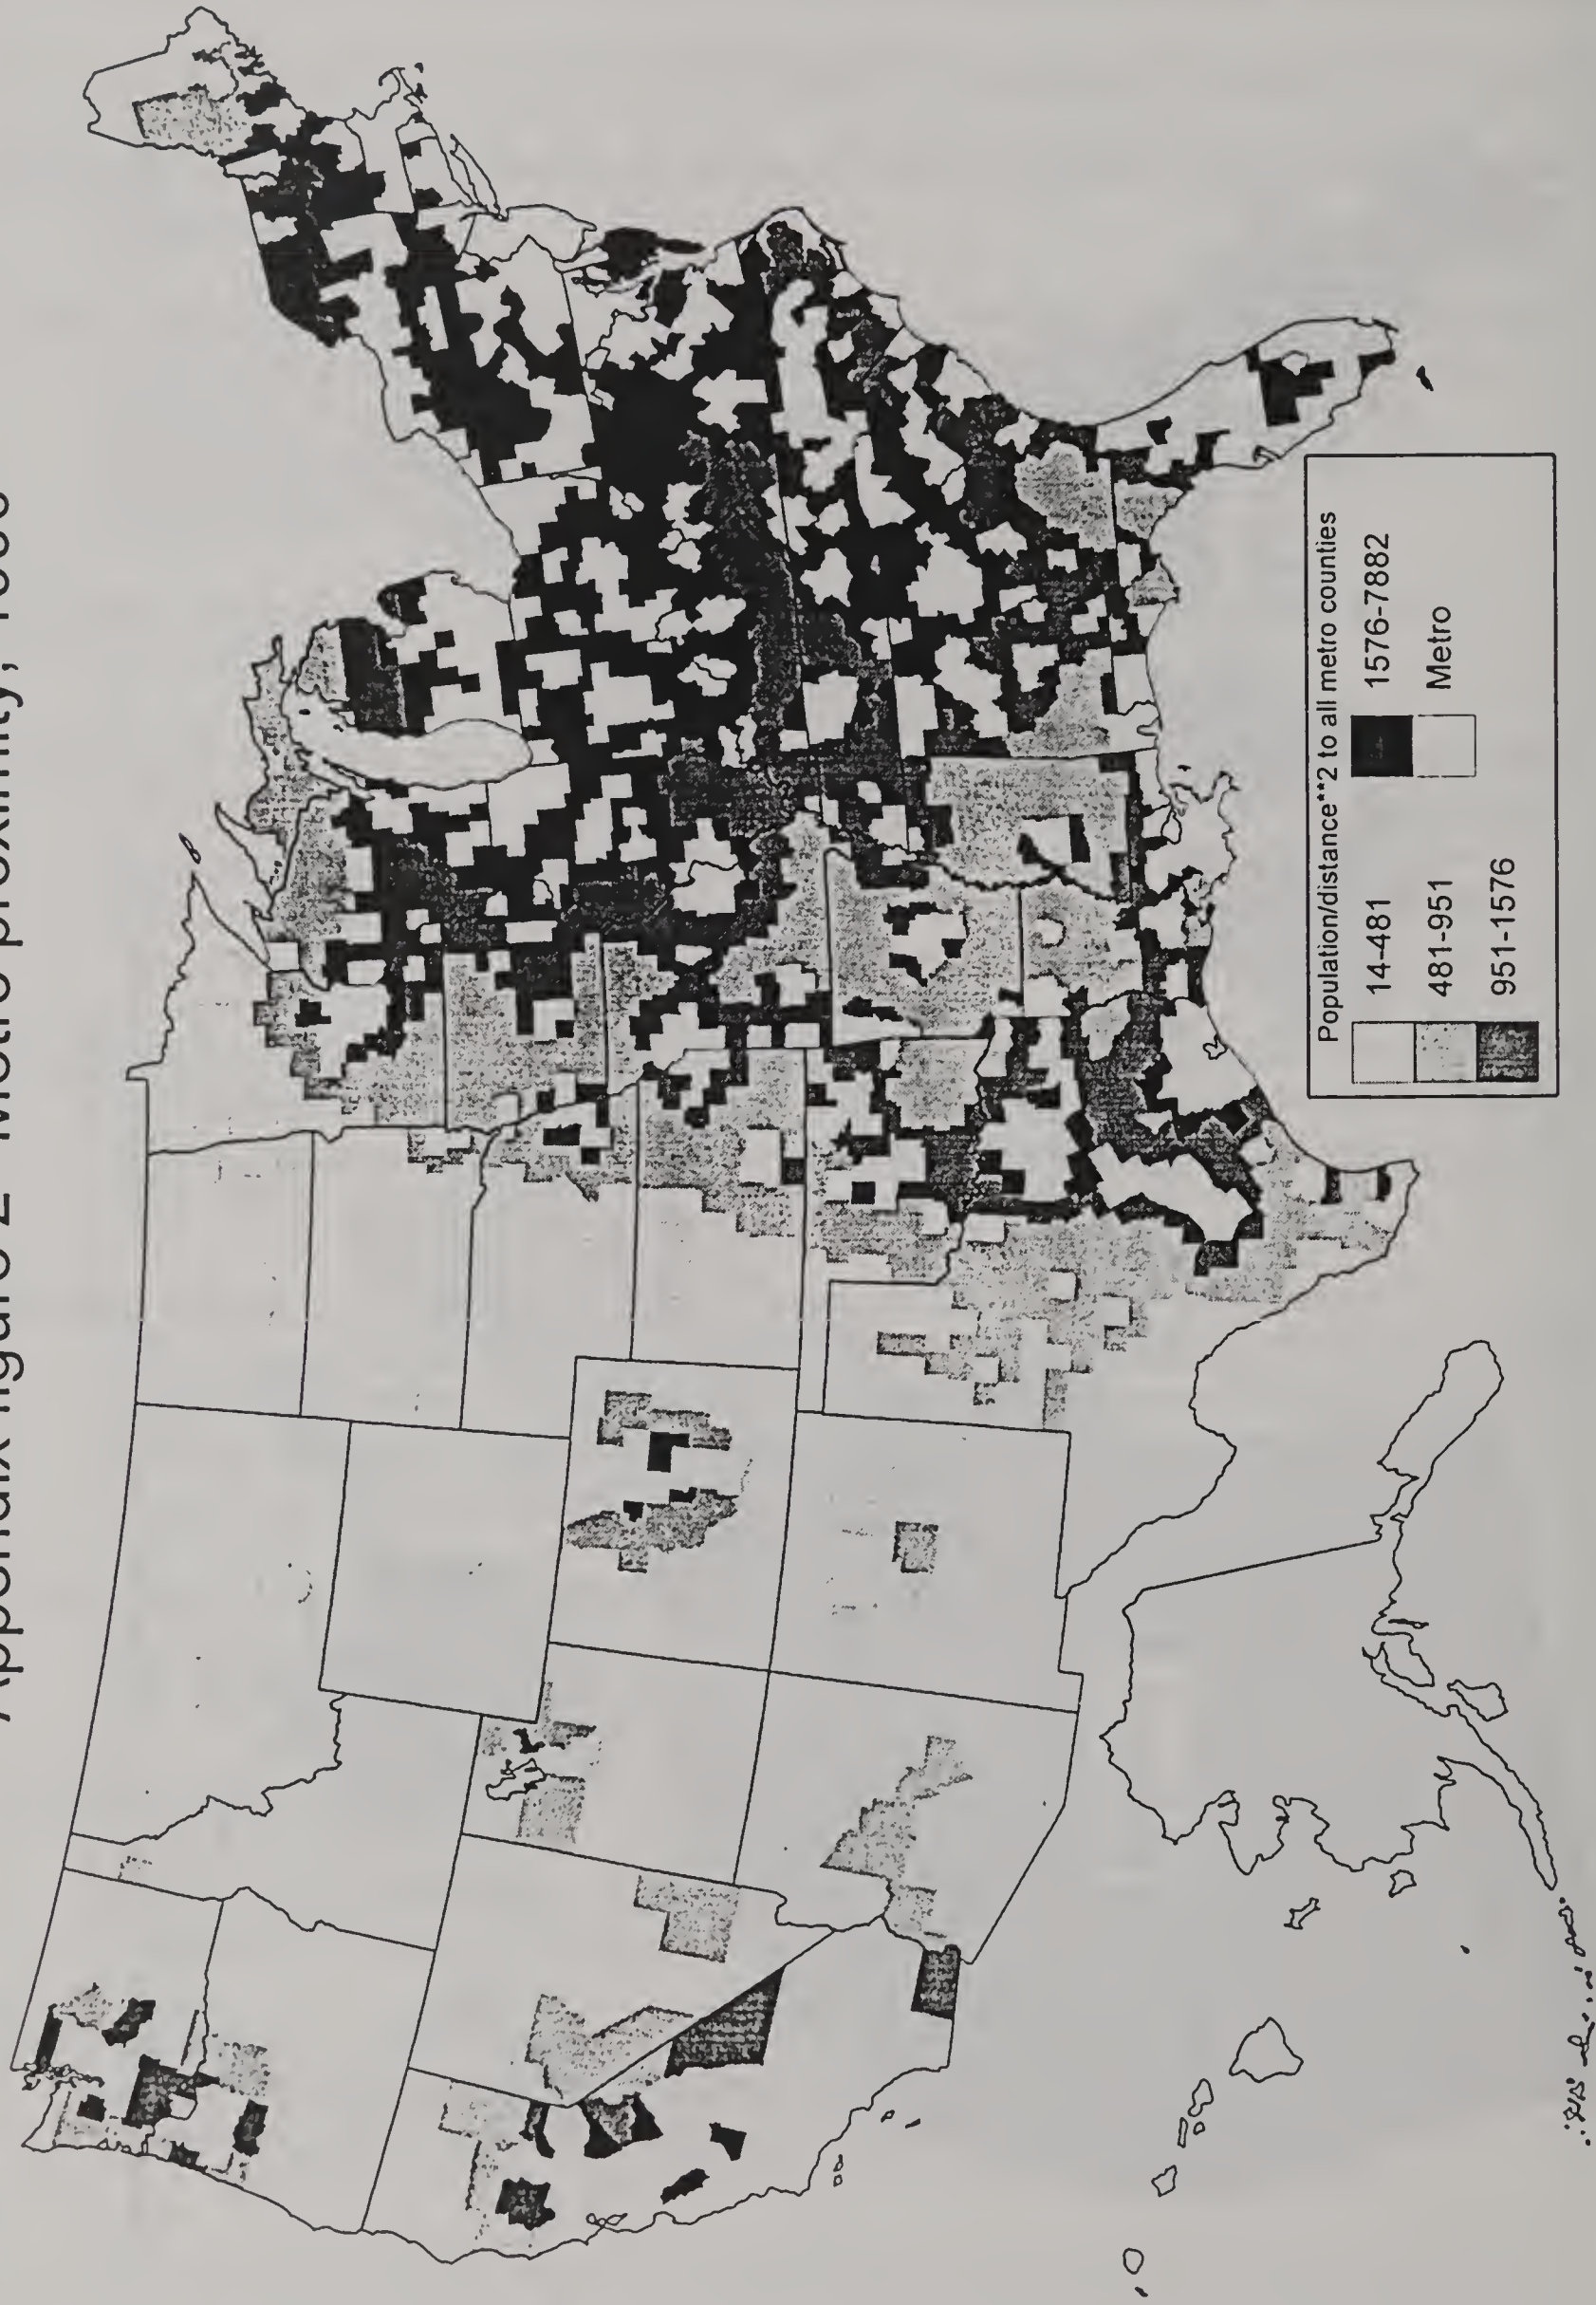 Appendix figure 2 Metro proximity,
Population/distance**2 to all metro counties
14-481 1576-7882
481-951 Metro
951-1576